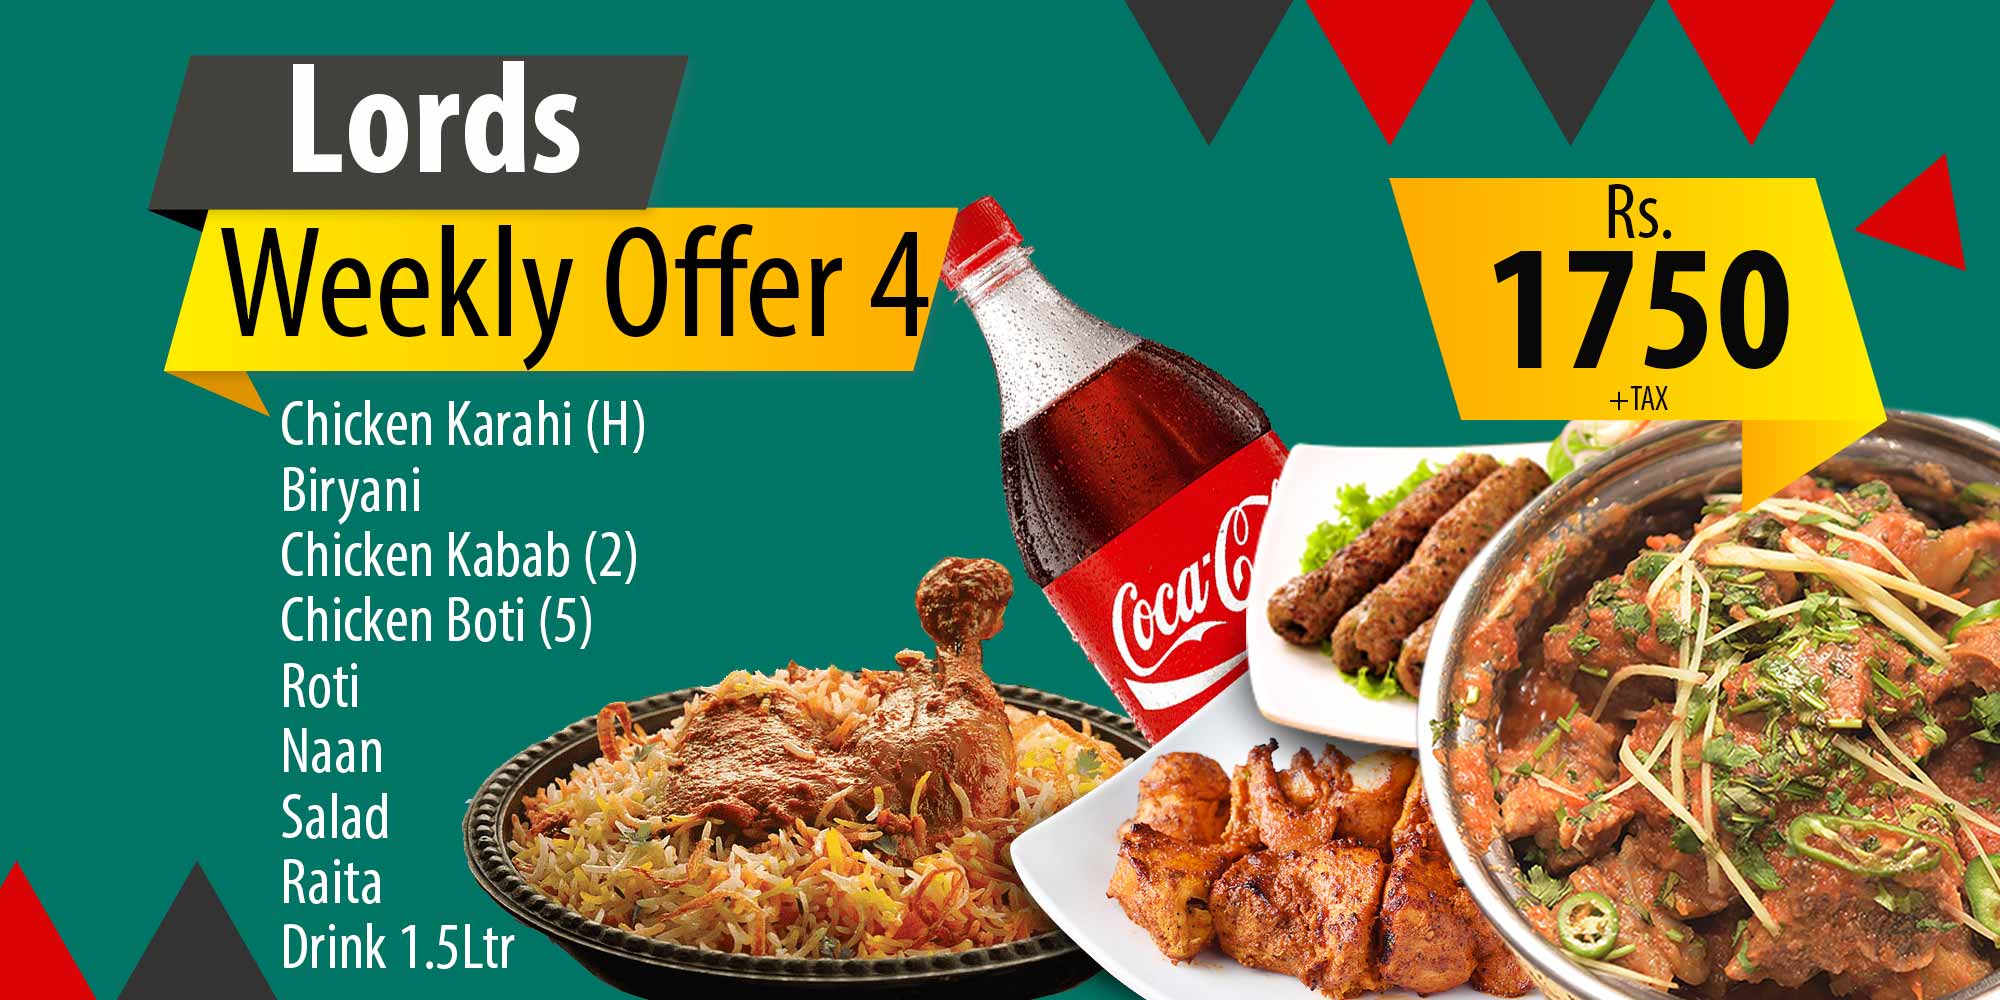 Lords
Weekly Offer 4
Rs.
1750
+TAX
Chicken Karahi (H)
Biryani
Chicken Kabab (2)
Chicken Boti (5)
Roti
Naan
Salad
Raita
Drink 1.5Ltr
Coca-C